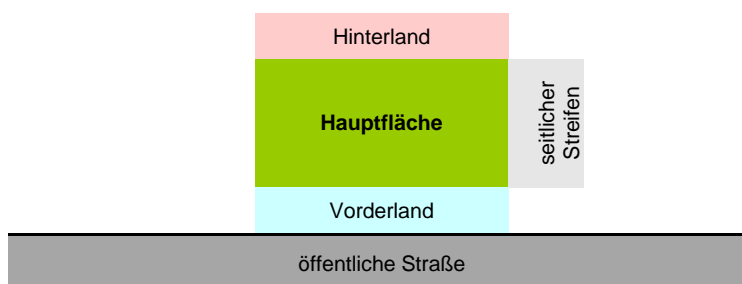 Hinterland
Hauptfläche
seitlicher
Streifen
Vorderland
öffentliche Straße